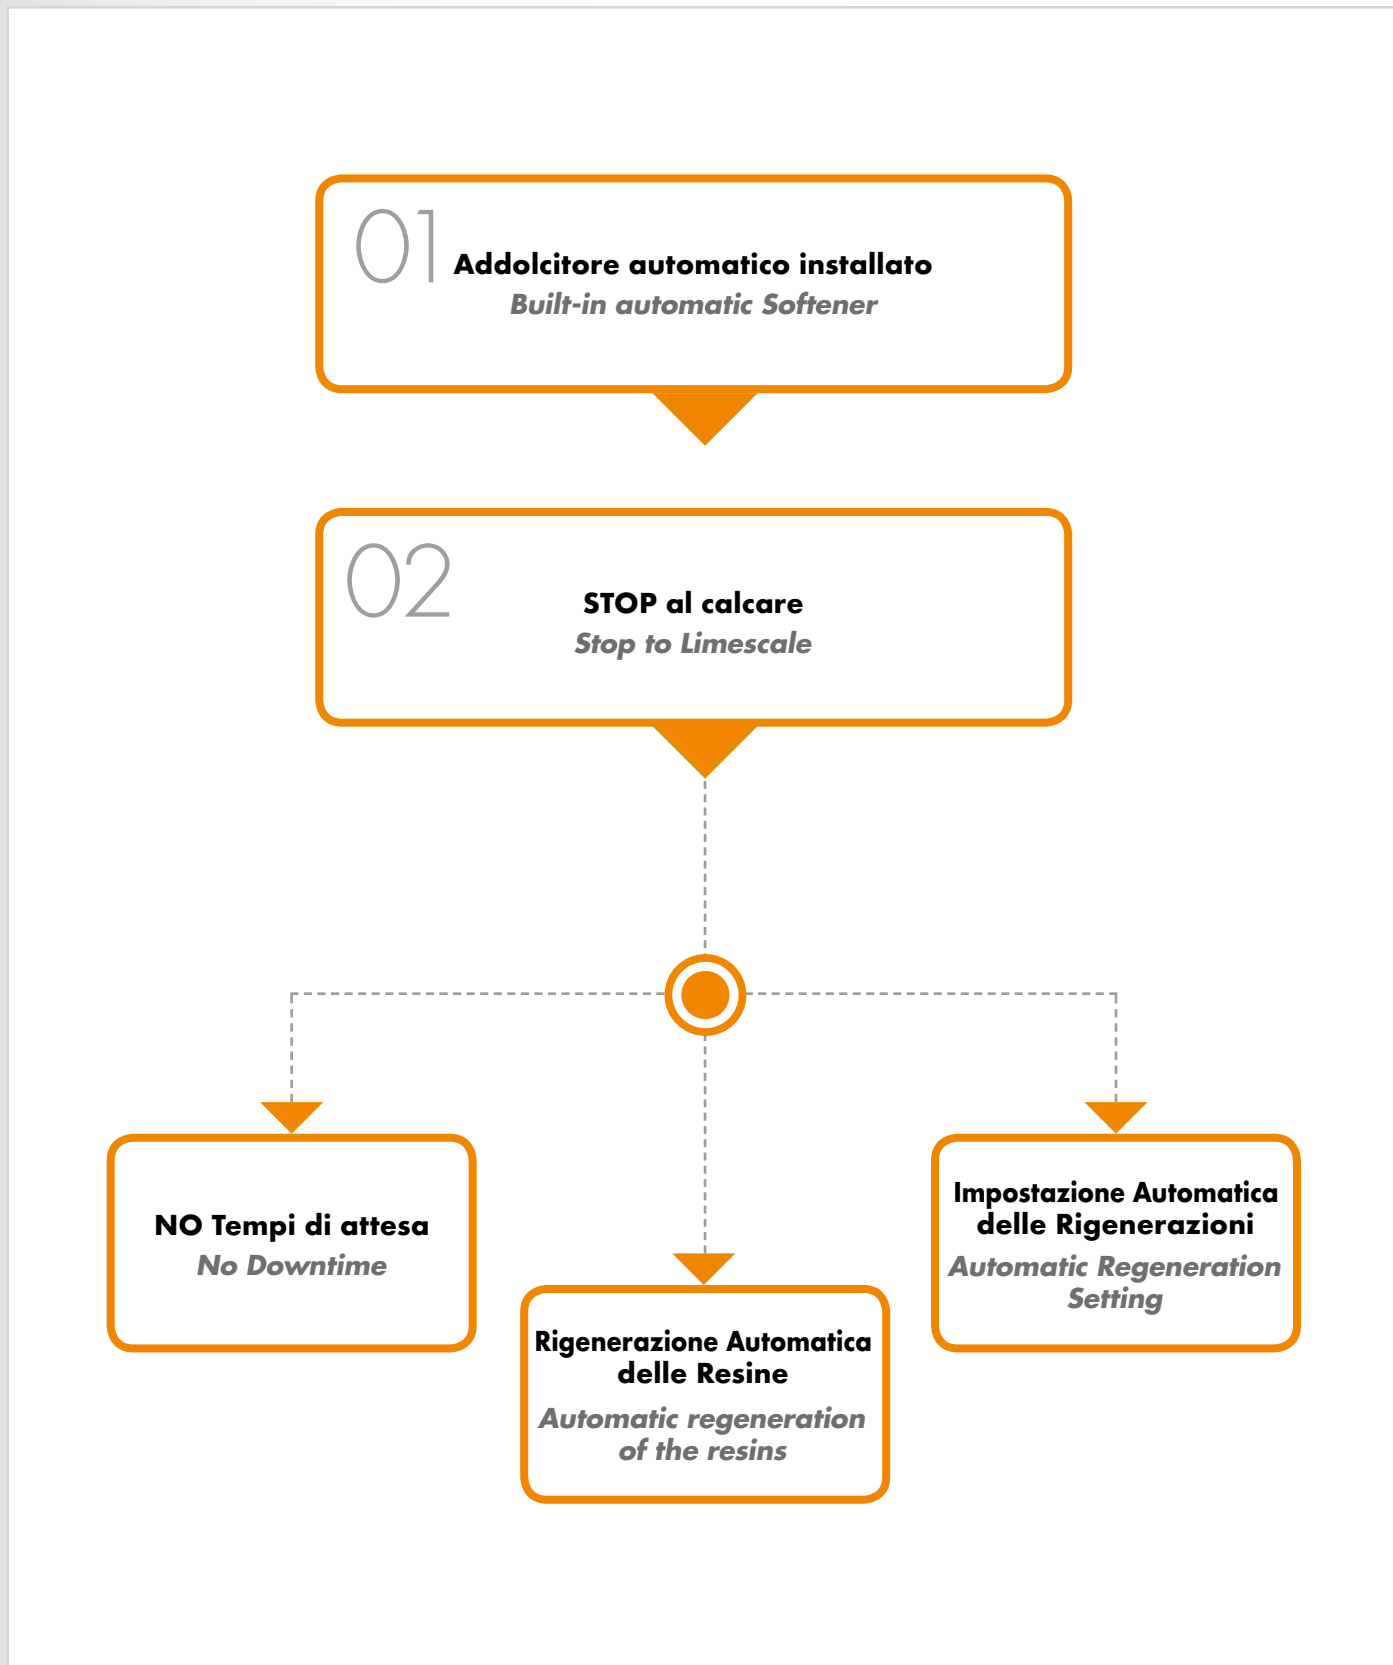 01
Addolcitore automatico installato
Built-in automatic Softener
02
STOP al calcare
Stop to Limescale
NO Tempi di attesa
No Downtime
Rigenerazione Automatica
delle Resine
Automatic regeneration
of the resins
Impostazione Automatica
delle Rigenerazioni
Automatic Regeneration
Setting